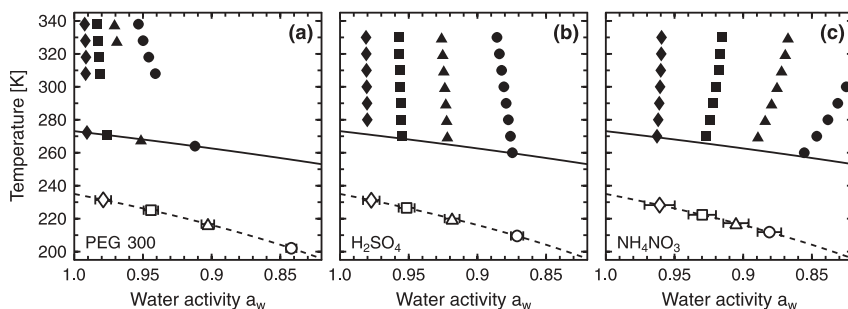 (a)
(b)
(c)
Temperature [K]
340
320
300
280
260
240
220
200
PEG 300
H₂SO₄
NH₄NO₃
1.0 0.95 0.9 0.85
1.0 0.95 0.9 0.85
1.0 0.95 0.9 0.85
Water activity a_w
Water activity a_w
Water activity a_w